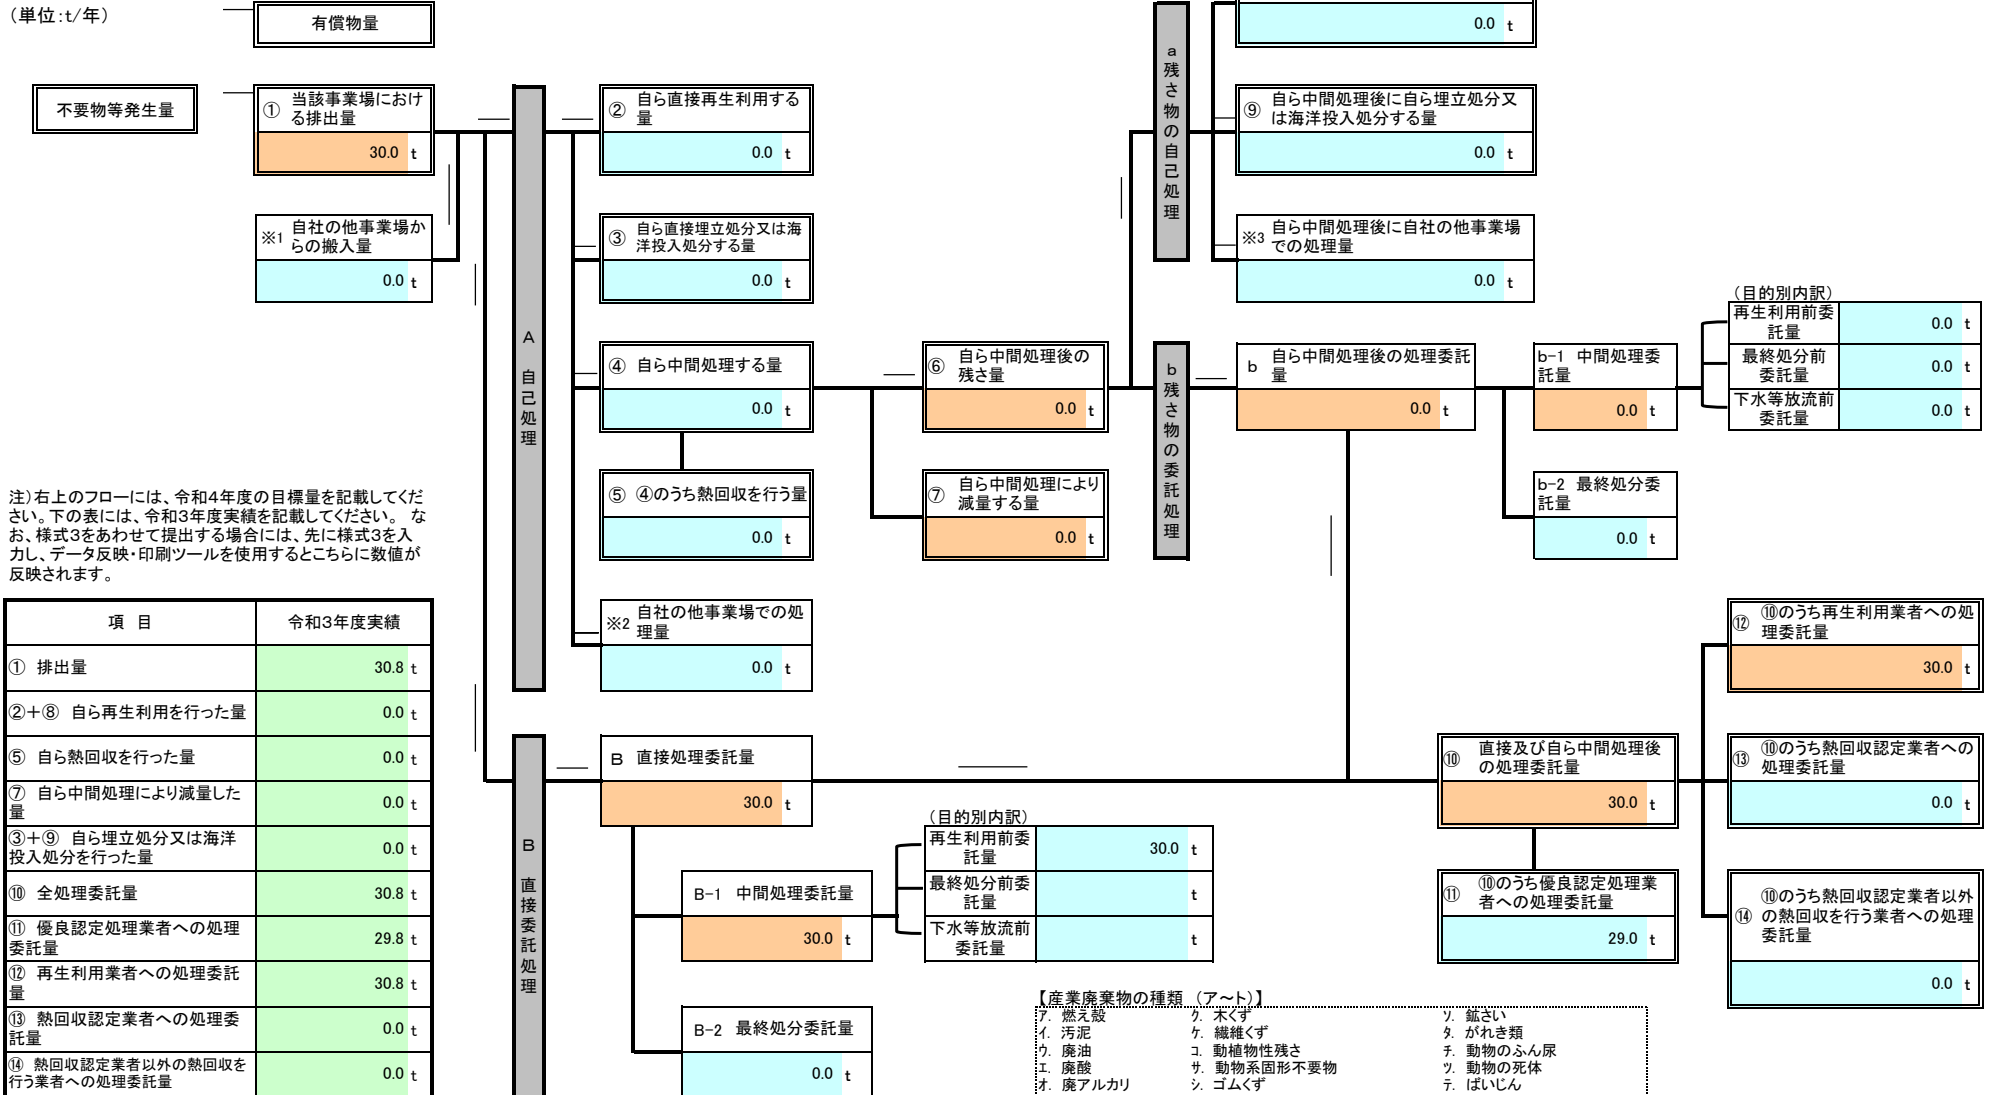 （単位:t/年）
有償物量
0.0 t
不要物等発生量
① 当該事業場におけ
る排出量
30.0 t
※1 自社の他事業場か
らの搬入量
0.0 t
A
自己処理
② 自ら直接再生利用する
量
0.0 t
③ 自ら直接埋立処分又は海
洋投入処分する量
0.0 t
④ 自ら中間処理する量
0.0 t
⑤ ④のうち熱回収を行う量
0.0 t
※2 自社の他事業場での処
理量
0.0 t
⑥ 自ら中間処理後の
残さ量
0.0 t
⑦ 自ら中間処理により
減量する量
0.0 t
a
残さ物の自己処理
⑨ 自ら中間処理後に自ら埋立処分又
は海洋投入処分する量
0.0 t
※3 自ら中間処理後に自社の他事業場
での処理量
0.0 t
b
残さ物の委託処理
b 自ら中間処理後の処理委託
量
0.0 t
b-1 中間処理委
託量
0.0 t
b-2 最終処分委
託量
0.0 t
（目的別内訳）
再生利用前委
託量
0.0 t
最終処分前
委託量
0.0 t
下水等放流前
委託量
0.0 t
注）右上のフローには、令和4年度の目標量を記載してくだ
さい。下の表には、令和3年度実績を記載してください。 な
お、様式3をあわせて提出する場合には、先に様式3を入
力し、データ反映・印刷ツールを使用するとこちらに数値が
反映されます。
項 目 令和3年度実績
① 排出量 30.8 t
②＋⑧ 自ら再生利用を行った量 0.0 t
⑤ 自ら熱回収を行った量 0.0 t
⑦ 自ら中間処理により減量した
量 0.0 t
③＋⑨ 自ら埋立処分又は海洋
投入処分を行った量 0.0 t
⑩ 全処理委託量 30.8 t
⑪ 優良認定処理業者への処理
委託量 29.8 t
⑫ 再生利用業者への処理委託
量 30.8 t
⑬ 熱回収認定業者への処理委
託量 0.0 t
⑭ 熱回収認定業者以外の熱回収を
行う業者への処理委託量 0.0 t
B
直接委託処理
B 直接処理委託量
30.0 t
B-1 中間処理委託量
30.0 t
B-2 最終処分委託量
0.0 t
（目的別内訳）
再生利用前委
託量
30.0 t
最終処分前委
託量
t
下水等放流前
委託量
t
⑩ 直接及び自ら中間処理後
の処理委託量
30.0 t
⑪ ⑩のうち優良認定処理業
者への処理委託量
29.0 t
⑫ ⑩のうち再生利用業者への処
理委託量
30.0 t
⑬ ⑩のうち熱回収認定業者への
処理委託量
0.0 t
⑭ ⑩のうち熱回収認定業者以外
の熱回収を行う業者への処理
委託量
0.0 t
【産業廃棄物の種類 （ア～ト）】
ア. 燃え殻 ク. 木くず ソ. 鉱さい
イ. 汚泥 ケ. 繊維くず タ. がれき類
ウ. 廃油 コ. 動植物性残さ チ. 動物のふん尿
エ. 廃酸 サ. 動物系固形不要物 ツ. 動物の死体
オ. 廃アルカリ シ. ゴムくず テ. ばいじん